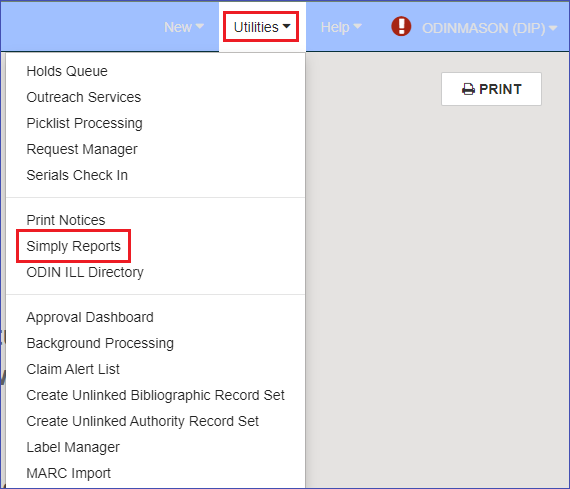 New Utilities Help ! ODINMASON (DIP)
PRINT
Holds Queue
Outreach Services
Picklist Processing
Request Manager
Serials Check In
Print Notices
Simply Reports
ODIN ILL Directory
Approval Dashboard
Background Processing
Claim Alert List
Create Unlinked Bibliographic Record Set
Create Unlinked Authority Record Set
Label Manager
MARC Import